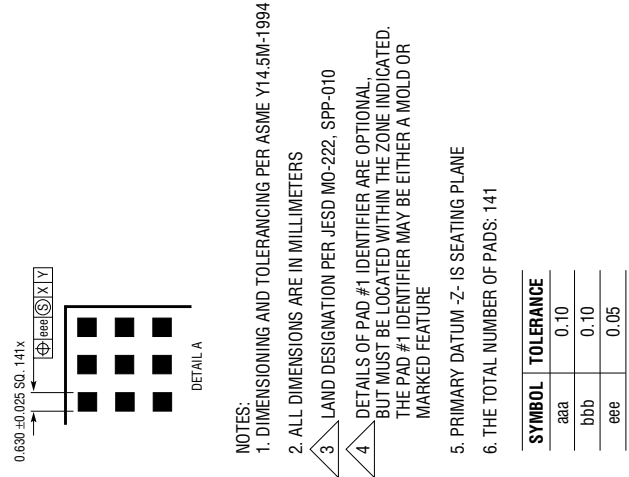 0.630 ±0.025 SQ. 141x
⌖ eee Ⓢ X Y
DETAIL A
NOTES:
1. DIMENSIONING AND TOLERANCING PER ASME Y14.5M-1994
2. ALL DIMENSIONS ARE IN MILLIMETERS
3 LAND DESIGNATION PER JESD MO-222, SPP-010
4 DETAILS OF PAD #1 IDENTIFIER ARE OPTIONAL,
BUT MUST BE LOCATED WITHIN THE ZONE INDICATED.
THE PAD #1 IDENTIFIER MAY BE EITHER A MOLD OR
MARKED FEATURE
5. PRIMARY DATUM -Z- IS SEATING PLANE
6. THE TOTAL NUMBER OF PADS: 141
SYMBOL TOLERANCE
aaa 0.10
bbb 0.10
eee 0.05